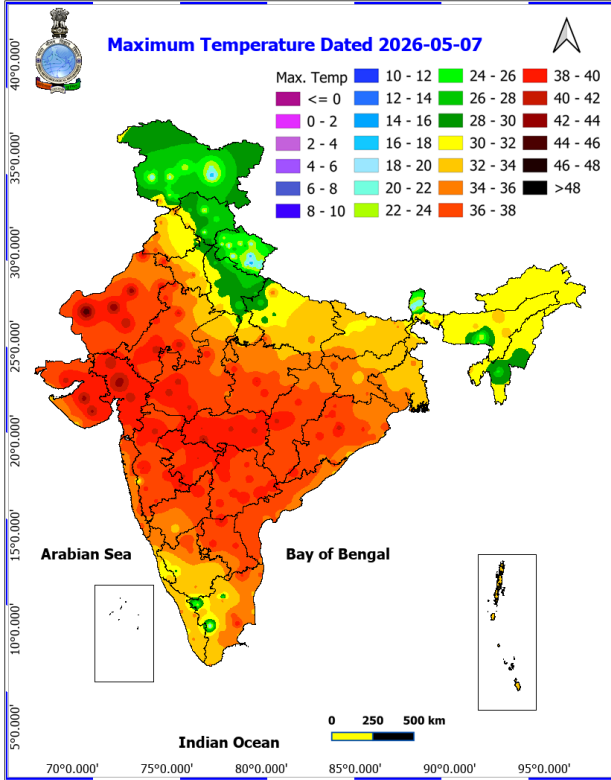 Maximum Temperature Dated 2026-05-07
Max. Temp
<= 0
0 - 2
2 - 4
4 - 6
6 - 8
8 - 10
10 - 12
12 - 14
14 - 16
16 - 18
18 - 20
20 - 22
22 - 24
24 - 26
26 - 28
28 - 30
30 - 32
32 - 34
34 - 36
36 - 38
38 - 40
40 - 42
42 - 44
44 - 46
46 - 48
>48
40°0.000'
35°0.000'
30°0.000'
25°0.000'
20°0.000'
15°0.000'
10°0.000'
5°0.000'
Arabian Sea
Bay of Bengal
Indian Ocean
0 250 500 km
70°0.000' 75°0.000' 80°0.000' 85°0.000' 90°0.000' 95°0.000'